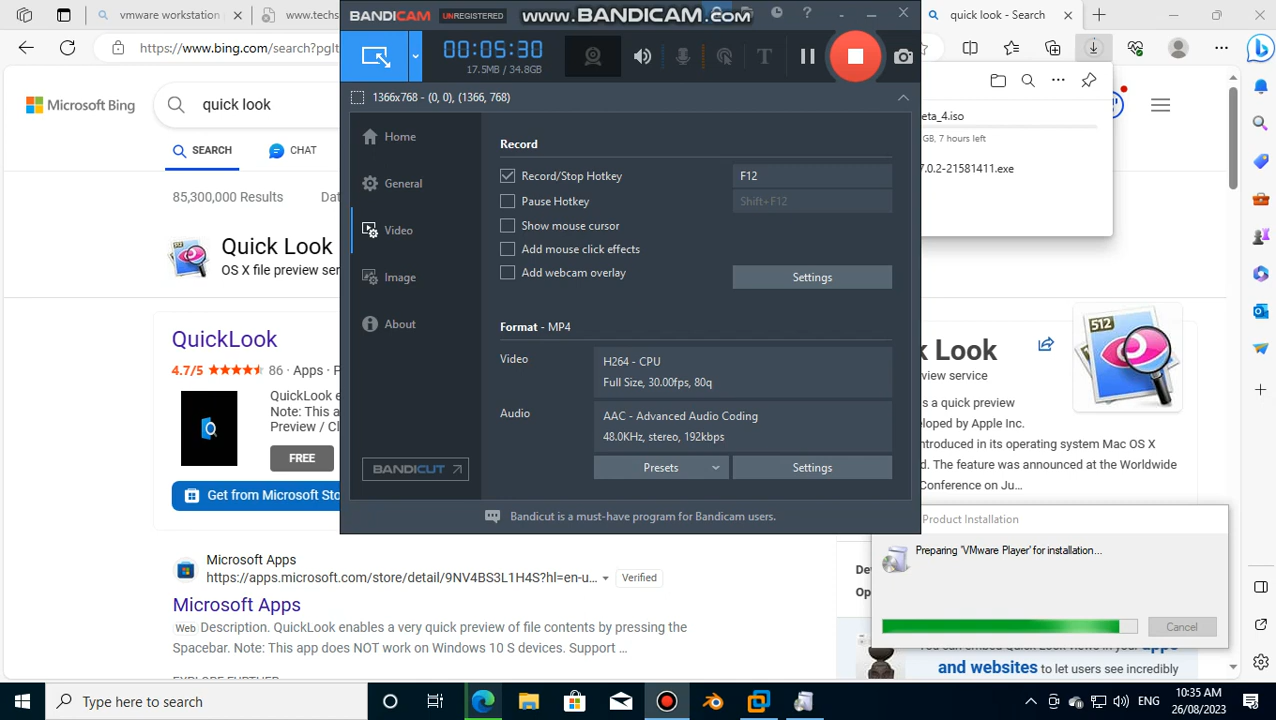 vmware workstation
www.techs
quick look - Search
https://www.bing.com/search?pglt
Microsoft Bing
quick look
SEARCH
CHAT
85,300,000 Results
Quick Look
OS X file preview ser
QuickLook
4.7/5
86 · Apps ·
QuickLook e
Note: This a
Preview / Cl
FREE
Get from Microsoft Sto
Microsoft Apps
https://apps.microsoft.com/store/detail/9NV4BS3L1H4S?hl=en-u...
Verified
Microsoft Apps
Web Description. QuickLook enables a very quick preview of file contents by pressing the
Spacebar. Note: This app does NOT work on Windows 10 S devices. Support ...
BANDICAM
UNREGISTERED
www.BANDICAM.com
00:05:30
17.5MB / 34.8GB
1366x768 - (0, 0), (1366, 768)
Home
General
Video
Image
About
BANDICUT
Record
Record/Stop Hotkey
F12
Pause Hotkey
Shift+F12
Show mouse cursor
Add mouse click effects
Add webcam overlay
Settings
Format - MP4
Video
H264 - CPU
Full Size, 30.00fps, 80q
Audio
AAC - Advanced Audio Coding
48.0KHz, stereo, 192kbps
Presets
Settings
Bandicut is a must-have program for Bandicam users.
eta_4.iso
GB, 7 hours left
7.0.2-21581411.exe
k Look
view service
512
is a quick preview
eloped by Apple Inc.
ntroduced in its operating system Mac OS X
rd. The feature was announced at the Worldwide
Conference on Ju...
Product Installation
Preparing 'VMware Player' for installation...
Cancel
and websites to let users see incredibly
Type here to search
ENG
10:35 AM
26/08/2023